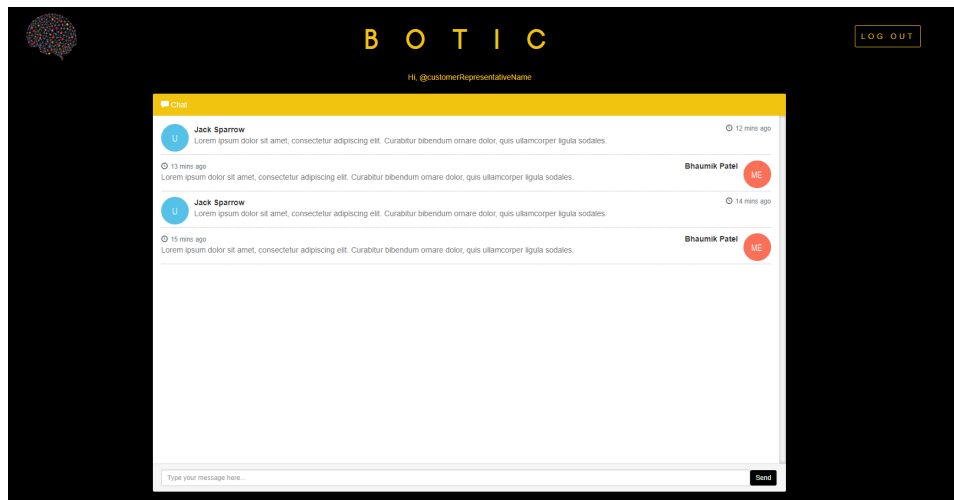 B O T I C
LOG OUT
Hi, @customerRepresentativeName
Chat
Jack Sparrow
12 mins ago
U
Lorem ipsum dolor sit amet, consectetur adipiscing elit. Curabitur bibendum ornare dolor, quis ullamcorper ligula sodales.
13 mins ago
Bhaumik Patel
Lorem ipsum dolor sit amet, consectetur adipiscing elit. Curabitur bibendum ornare dolor, quis ullamcorper ligula sodales.
ME
Jack Sparrow
14 mins ago
U
Lorem ipsum dolor sit amet, consectetur adipiscing elit. Curabitur bibendum ornare dolor, quis ullamcorper ligula sodales.
15 mins ago
Bhaumik Patel
Lorem ipsum dolor sit amet, consectetur adipiscing elit. Curabitur bibendum ornare dolor, quis ullamcorper ligula sodales.
ME
Type your message here...
Send